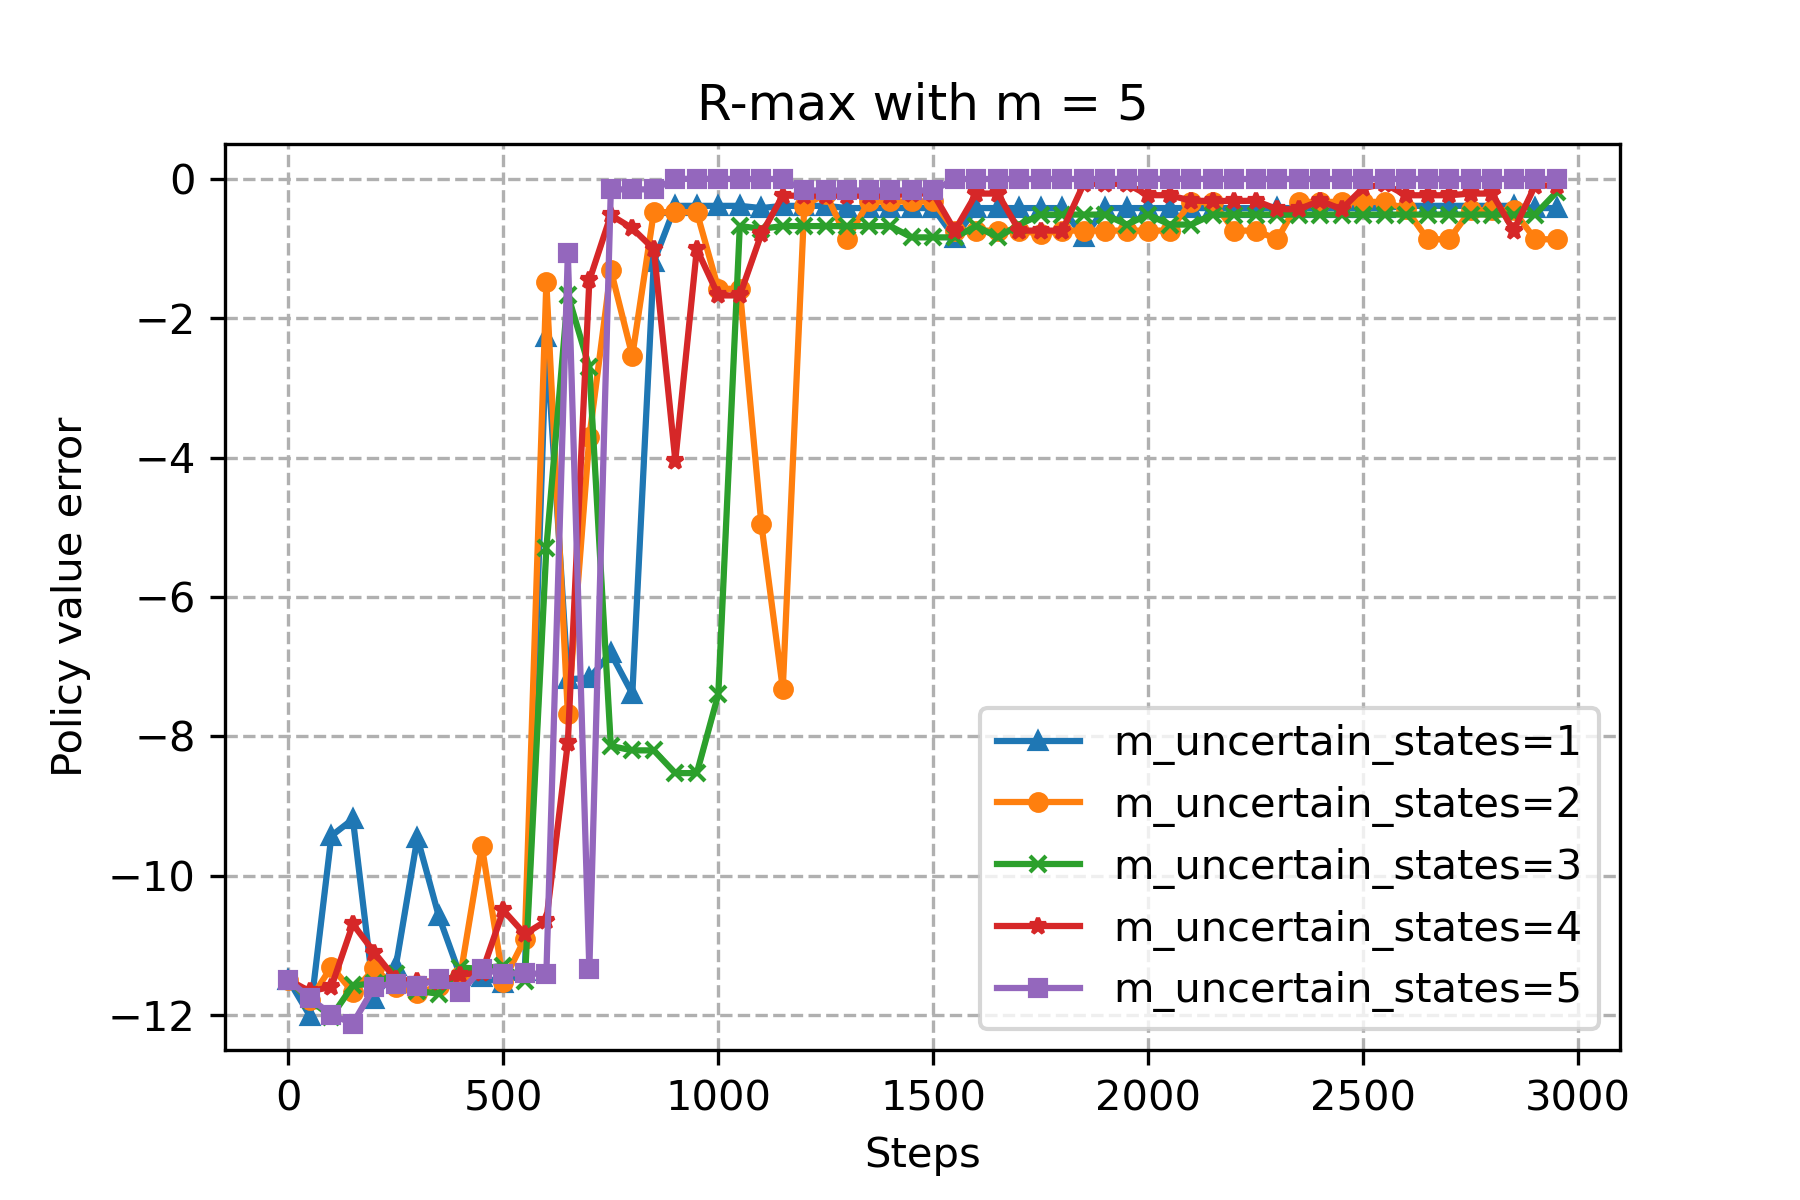 R-max with m = 5
0
−2
−4
−6
−8
−10
−12
Policy value error
m_uncertain_states=1
m_uncertain_states=2
m_uncertain_states=3
m_uncertain_states=4
m_uncertain_states=5
0 500 1000 1500 2000 2500 3000
Steps